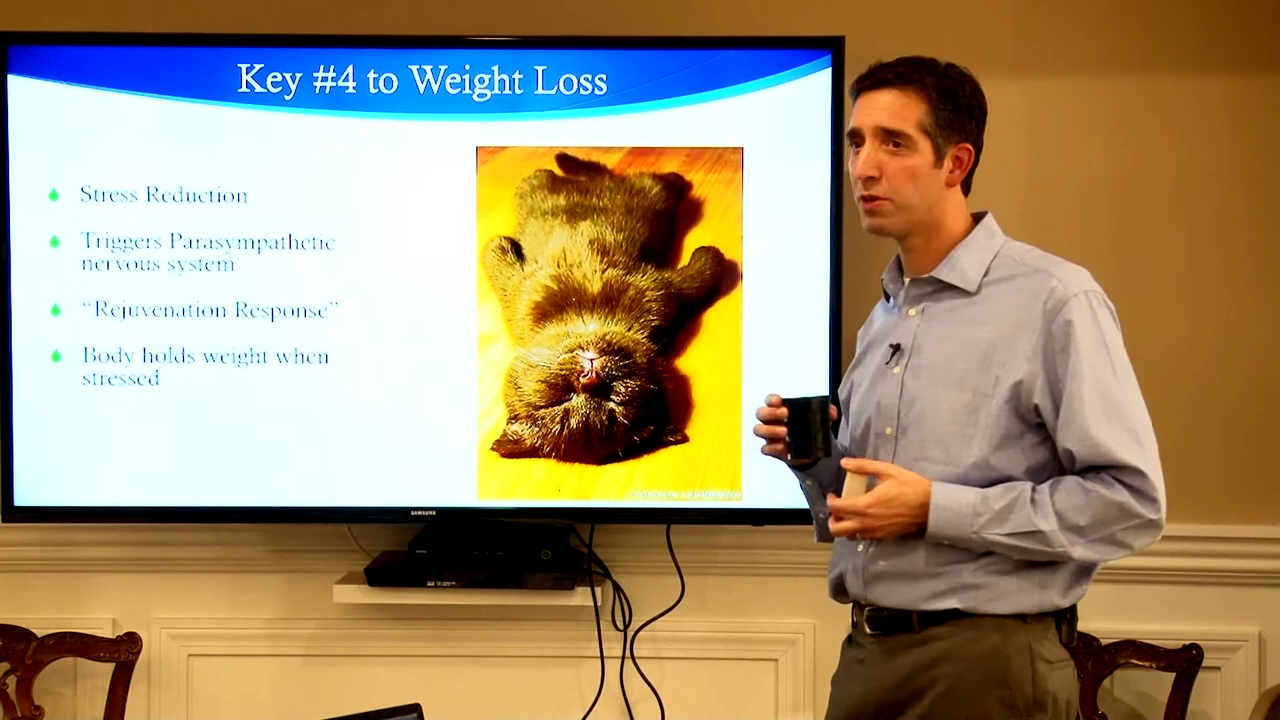 Key #4 to Weight Loss
Stress Reduction
Triggers Parasympathetic
nervous system
“Rejuvenation Response”
Body holds weight when
stressed
SAMSUNG